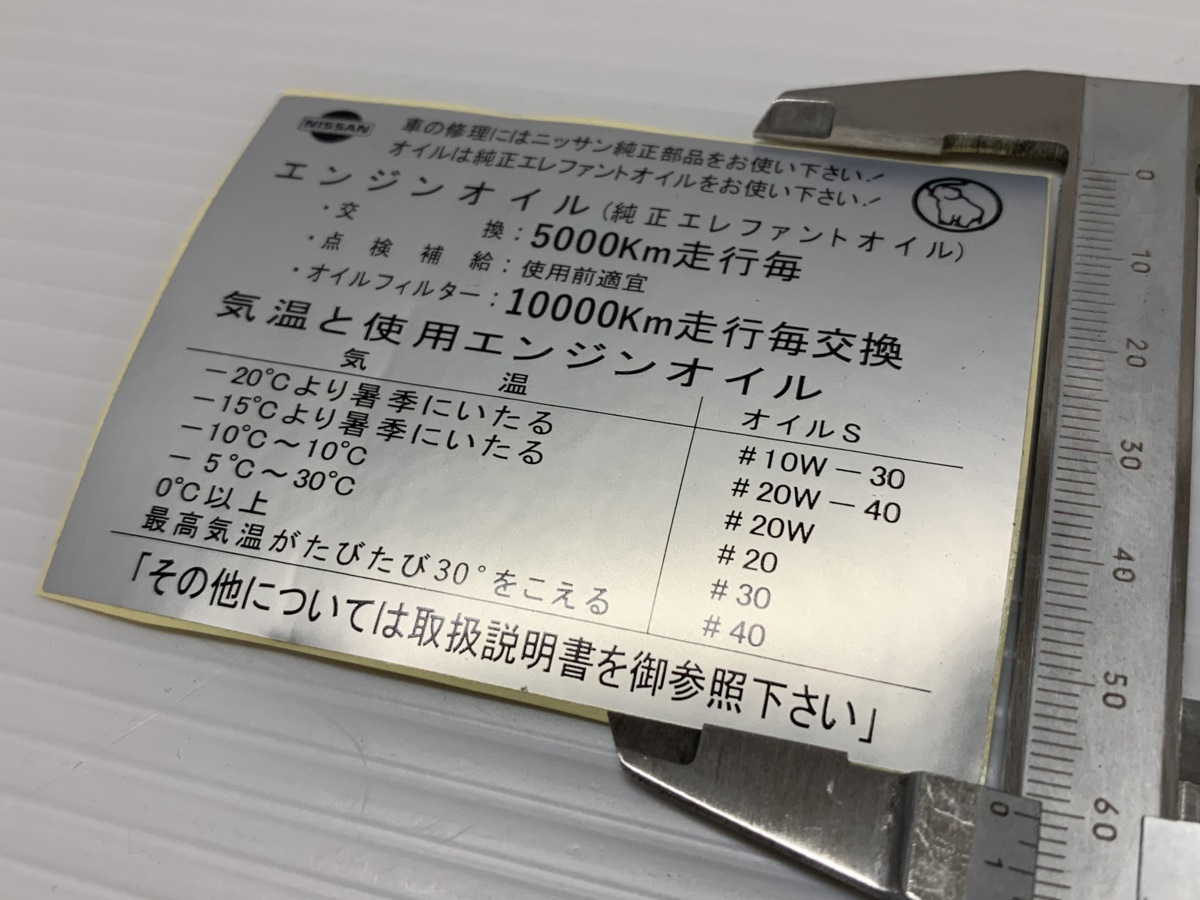 NISSAN
車の修理にはニッサン純正部品をお使い下さい!
オイルは純正エレファントオイルをお使い下さい!
エンジンオイル(純正エレファントオイル)
・交換:5000Km走行毎
・点検補給:使用前適宜
・オイルフィルター:10000Km走行毎交換
気温と使用エンジンオイル
気温 オイルS
－20℃より暑季にいたる #10W－30
－15℃より暑季にいたる #20W－40
－10℃～10℃ #20W
－ 5℃～30℃ #20
0℃以上 #30
最高気温がたびたび30°をこえる #40
「その他については取扱説明書を御参照下さい」
0
10
20
30
40
50
60
0
1